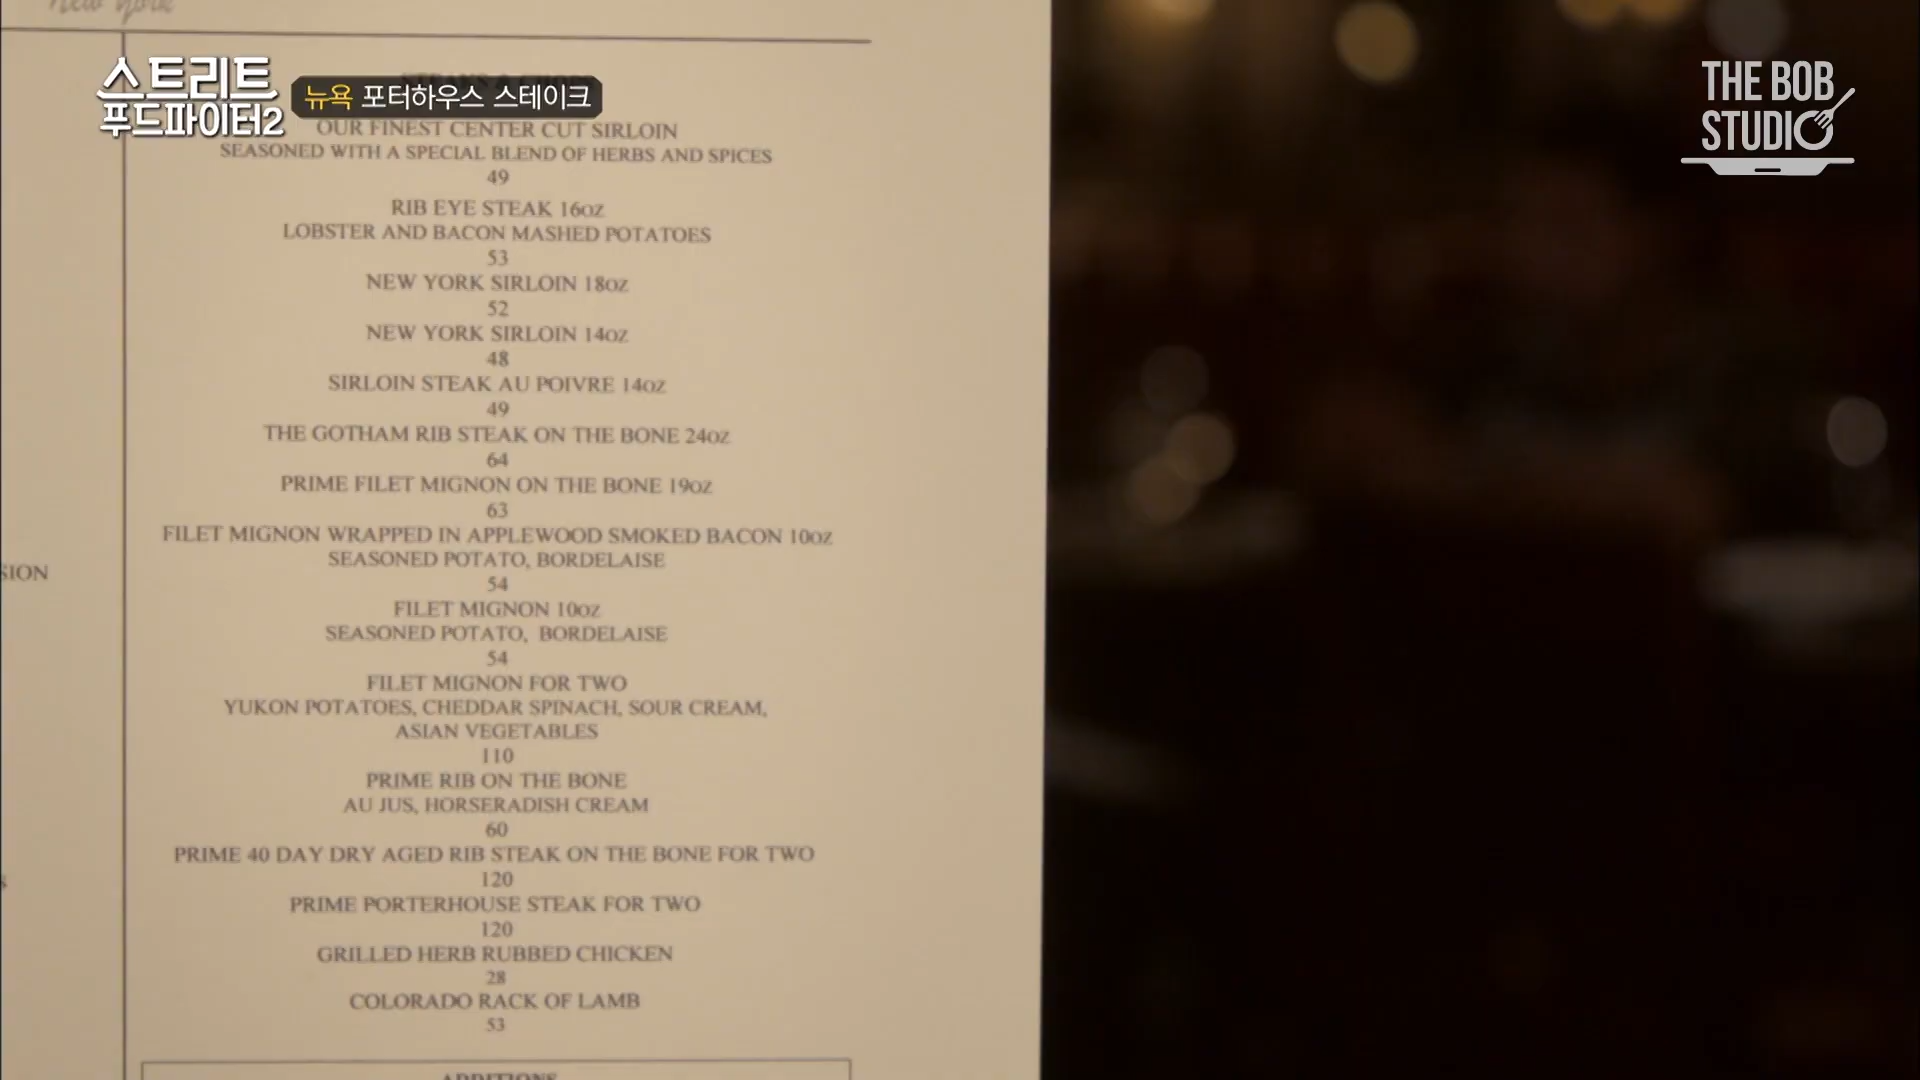 New York
스트리트
푸드파이터2
뉴욕 포터하우스 스테이크
THE BOB
STUDIO
STEAKS & CHOPS
OUR FINEST CENTER CUT SIRLOIN
SEASONED WITH A SPECIAL BLEND OF HERBS AND SPICES
49
RIB EYE STEAK 16OZ
LOBSTER AND BACON MASHED POTATOES
53
NEW YORK SIRLOIN 18OZ
52
NEW YORK SIRLOIN 14OZ
48
SIRLOIN STEAK AU POIVRE 14OZ
49
THE GOTHAM RIB STEAK ON THE BONE 24OZ
64
PRIME FILET MIGNON ON THE BONE 19OZ
63
FILET MIGNON WRAPPED IN APPLEWOOD SMOKED BACON 10OZ
SEASONED POTATO, BORDELAISE
54
SION
FILET MIGNON 10OZ
SEASONED POTATO, BORDELAISE
54
FILET MIGNON FOR TWO
YUKON POTATOES, CHEDDAR SPINACH, SOUR CREAM,
ASIAN VEGETABLES
110
PRIME RIB ON THE BONE
AU JUS, HORSERADISH CREAM
60
PRIME 40 DAY DRY AGED RIB STEAK ON THE BONE FOR TWO
120
PRIME PORTERHOUSE STEAK FOR TWO
120
GRILLED HERB RUBBED CHICKEN
28
COLORADO RACK OF LAMB
53
ADDITIONS